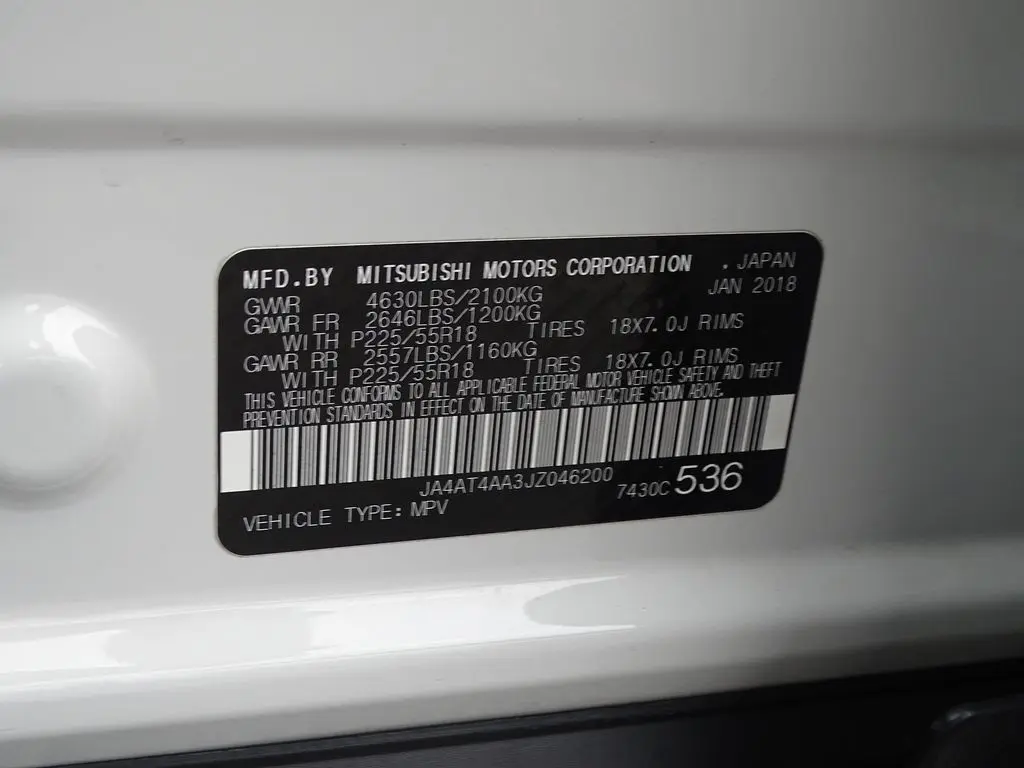 MFD.BY MITSUBISHI MOTORS CORPORATION . JAPAN
GVWR 4630LBS/2100KG JAN 2018
GAWR FR 2646LBS/1200KG
WITH P225/55R18 TIRES 18X7.0J RIMS
GAWR RR 2557LBS/1160KG
WITH P225/55R18 TIRES 18X7.0J RIMS
THIS VEHICLE CONFORMS TO ALL APPLICABLE FEDERAL MOTOR VEHICLE SAFETY AND THEFT
PREVENTION STANDARDS IN EFFECT ON THE DATE OF MANUFACTURE SHOWN ABOVE.
JA4AT4AA3JZ046200 7430C 536
VEHICLE TYPE: MPV